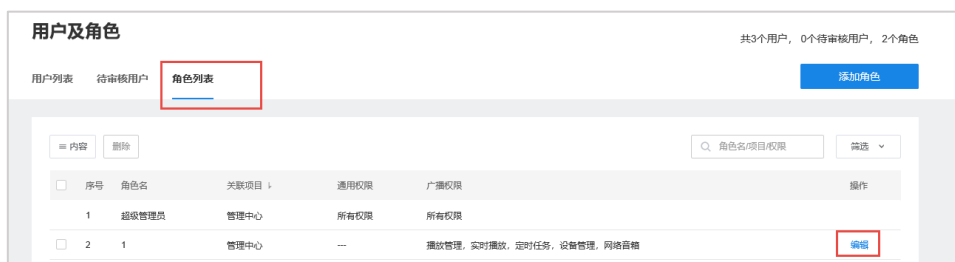 用户及角色
共3个用户， 0个待审核用户， 2个角色
用户列表 待审核用户 角色列表 添加角色
≡ 内容 删除 角色名/项目/权限 筛选
序号 角色名 关联项目 通用权限 广播权限 操作
1 超级管理员 管理中心 所有权限 所有权限
2 1 管理中心 --- 播放管理，实时播放，定时任务，设备管理，网络音箱 编辑